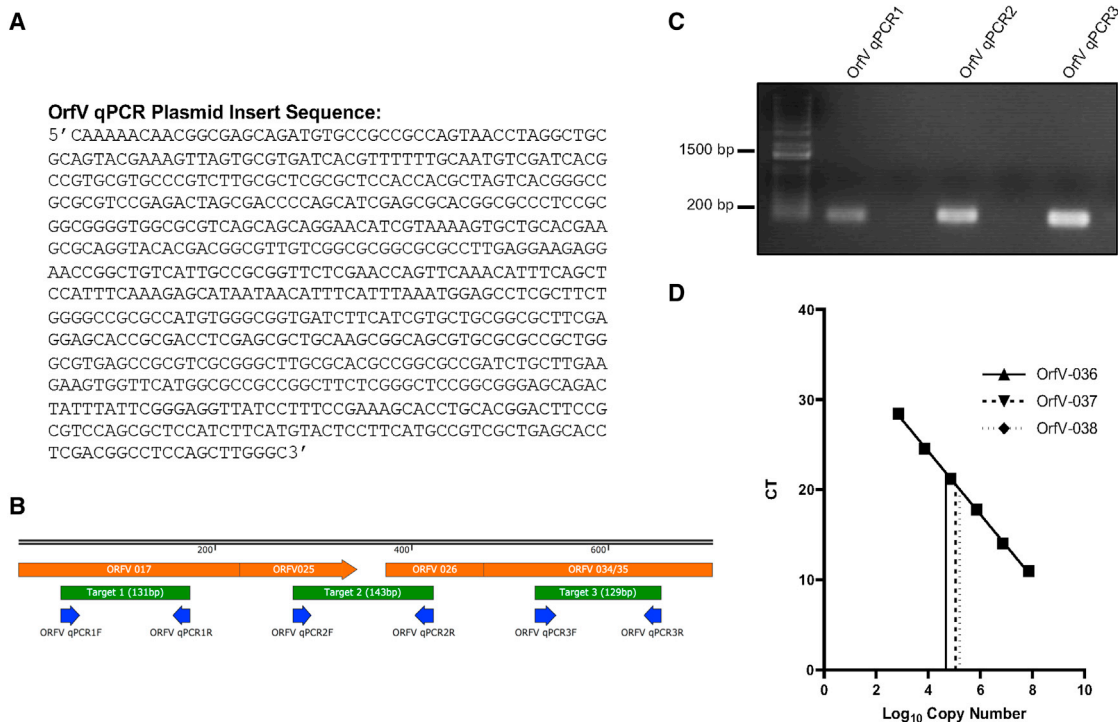 A
OrfV qPCR Plasmid Insert Sequence:
5'CAAAAACAACGGCGAGCAGATGTGCCGCCGCCAGTAACCTAGGCTGC
GCAGTACGAAAGTTAGTGCGTGATCACGTTTTTTGCAATGTCGATCACG
CCGTGCGTGCCCGTCTTGCGCTCGCGCTCCACCACGCTAGTCACGGGCC
GCGCGTCCGAGACTAGCGACCCCAGCATCGAGCGCACGGCGCCCTCCGC
GGCGGGGTGGCGCGTCAGCAGCAGGAACATCGTAAAAGTGCTGCACGAA
GCGCAGGTACACGACGGCGTTGTCGGCGCGGCGCGCCTTGAGGAAGAGG
AACCGGCTGTCATTGCCGCGGTTCTCGAACCAGTTCAAACATTTCAGCT
CCATTTCAAAGAGCATAATAACATTTCATTTAAATGGAGCCTCGCTTCT
GGGGCCGCGCCATGTGGGCGGTGATCTTCATCGTGCTGCGGCGCTTCGA
GGAGCACCGCGACCTCGAGCGCTGCAAGCGGCAGCGTGCGCGCCGCTGG
GCGTGAGCCGCGTCGCGGGCTTGCGCACGCCGGCGCCGATCTGCTTGAA
GAAGTGGTTCATGGCGCCGCCGGCTTCTCGGGCTCCGGCGGGAGCAGAC
TATTTATTCGGGAGGTTATCCTTTCCGAAAGCACCTGCACGGACTTCCG
CGTCCAGCGCTCCATCTTCATGTACTCCTTCATGCCGTCGCTGAGCACC
TCGACGGCCTCCAGCTTGGGC3'
B
200 400 600
ORFV 017 ORFV025 ORFV 026 ORFV 034/35
Target 1 (131bp) Target 2 (143bp) Target 3 (129bp)
ORFV qPCR1F ORFV qPCR1R ORFV qPCR2F ORFV qPCR2R ORFV qPCR3F ORFV qPCR3R
C
OrfV qPCR1 OrfV qPCR2 OrfV qPCR3
1500 bp
200 bp
D
40
30
20
10
0
CT
0 2 4 6 8 10
Log10 Copy Number
OrfV-036
OrfV-037
OrfV-038